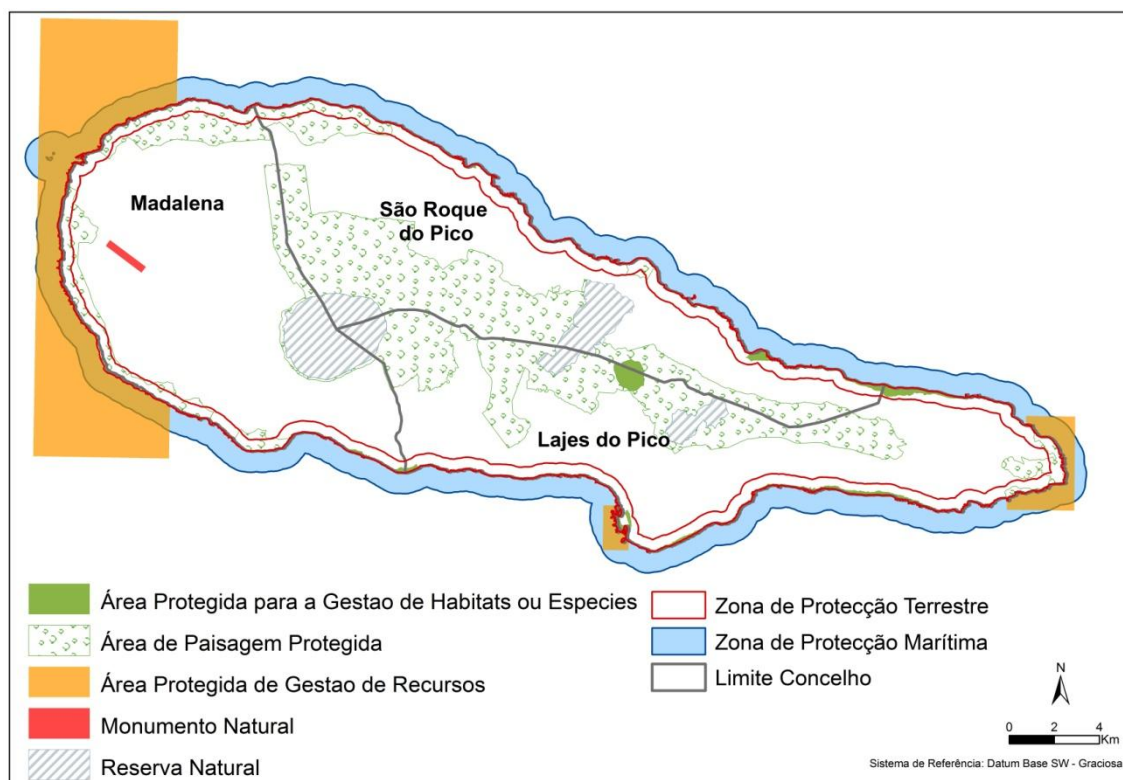 Madalena
São Roque
do Pico
Lajes do Pico
Área Protegida para a Gestao de Habitats ou Especies
Área de Paisagem Protegida
Área Protegida de Gestao de Recursos
Monumento Natural
Reserva Natural
Zona de Protecção Terrestre
Zona de Protecção Marítima
Limite Concelho
N
0 2 4
Km
Sistema de Referência: Datum Base SW - Graciosa